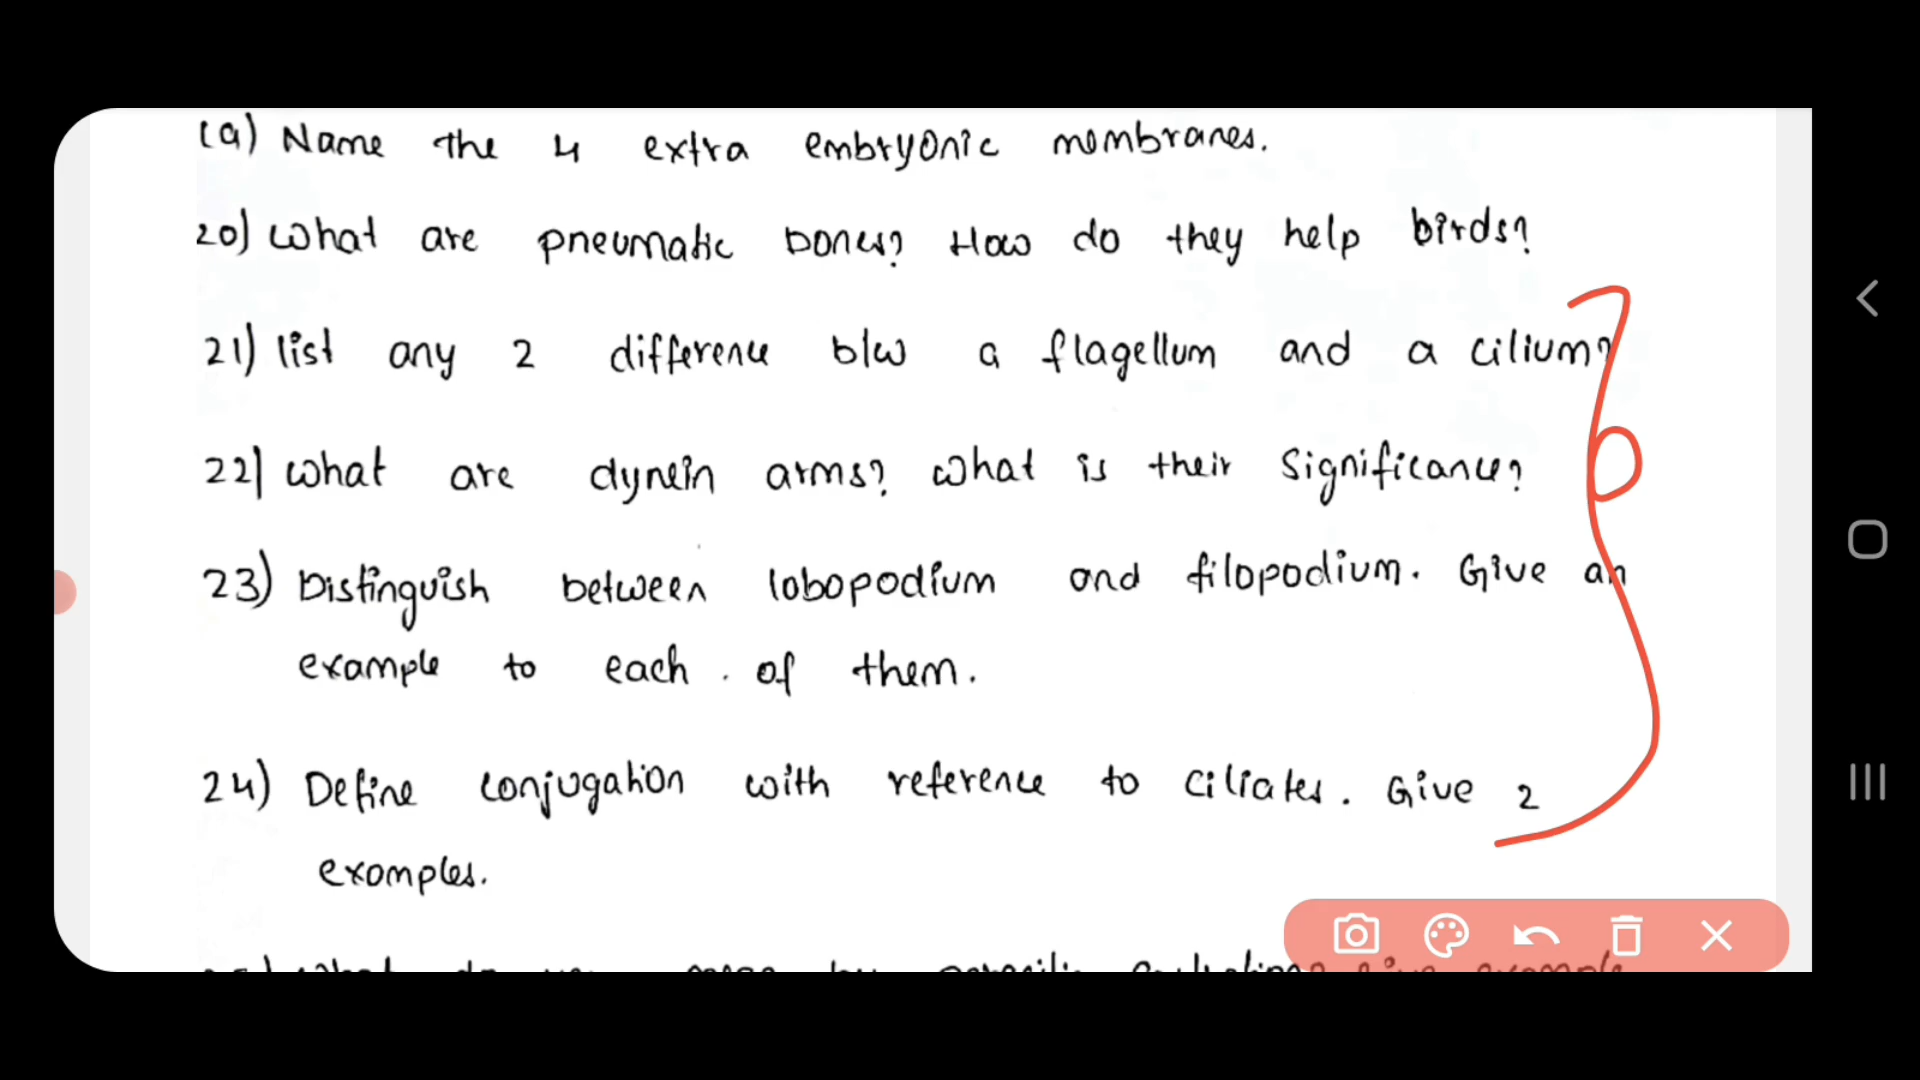 19) Name the 4 extra embryonic membranes.
20) What are pneumatic bones? How do they help birds?
21) list any 2 difference b/w a flagellum and a cilium?
22) what are dynein arms? what is their significance?
23) Distinguish between lobopodium and filopodium. Give an
example to each of them.
24) Define conjugation with reference to ciliates. Give 2
examples.